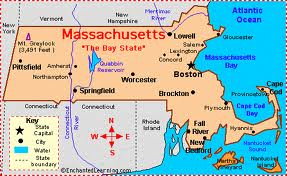 Vermont
New
Hampshire
Merrimac
River
Atlantic
Ocean
Mt. Greylock
(3,491 feet)
Massachusetts
"The Bay State"
Lowell
Gloucester
Salem
Lexington
Concord
Massachusetts
Bay
Pittsfield
Amherst
Northampton
Quabbin
Reservoir
Boston
Worcester
Springfield
Brockton
Cape
Cod
Plymouth
Cape Cod
Bay
New
York
Connecticut
Connecticut
River
Connecticut
Rhode
Island
Fall
River
New
Bedford
Hyannis
Nantucket
Sound
Martha's
Vineyard
Nantucket
Island
Key
State
Capital
City
Water
State
boundary
N
W
E
S
©EnchantedLearning.com